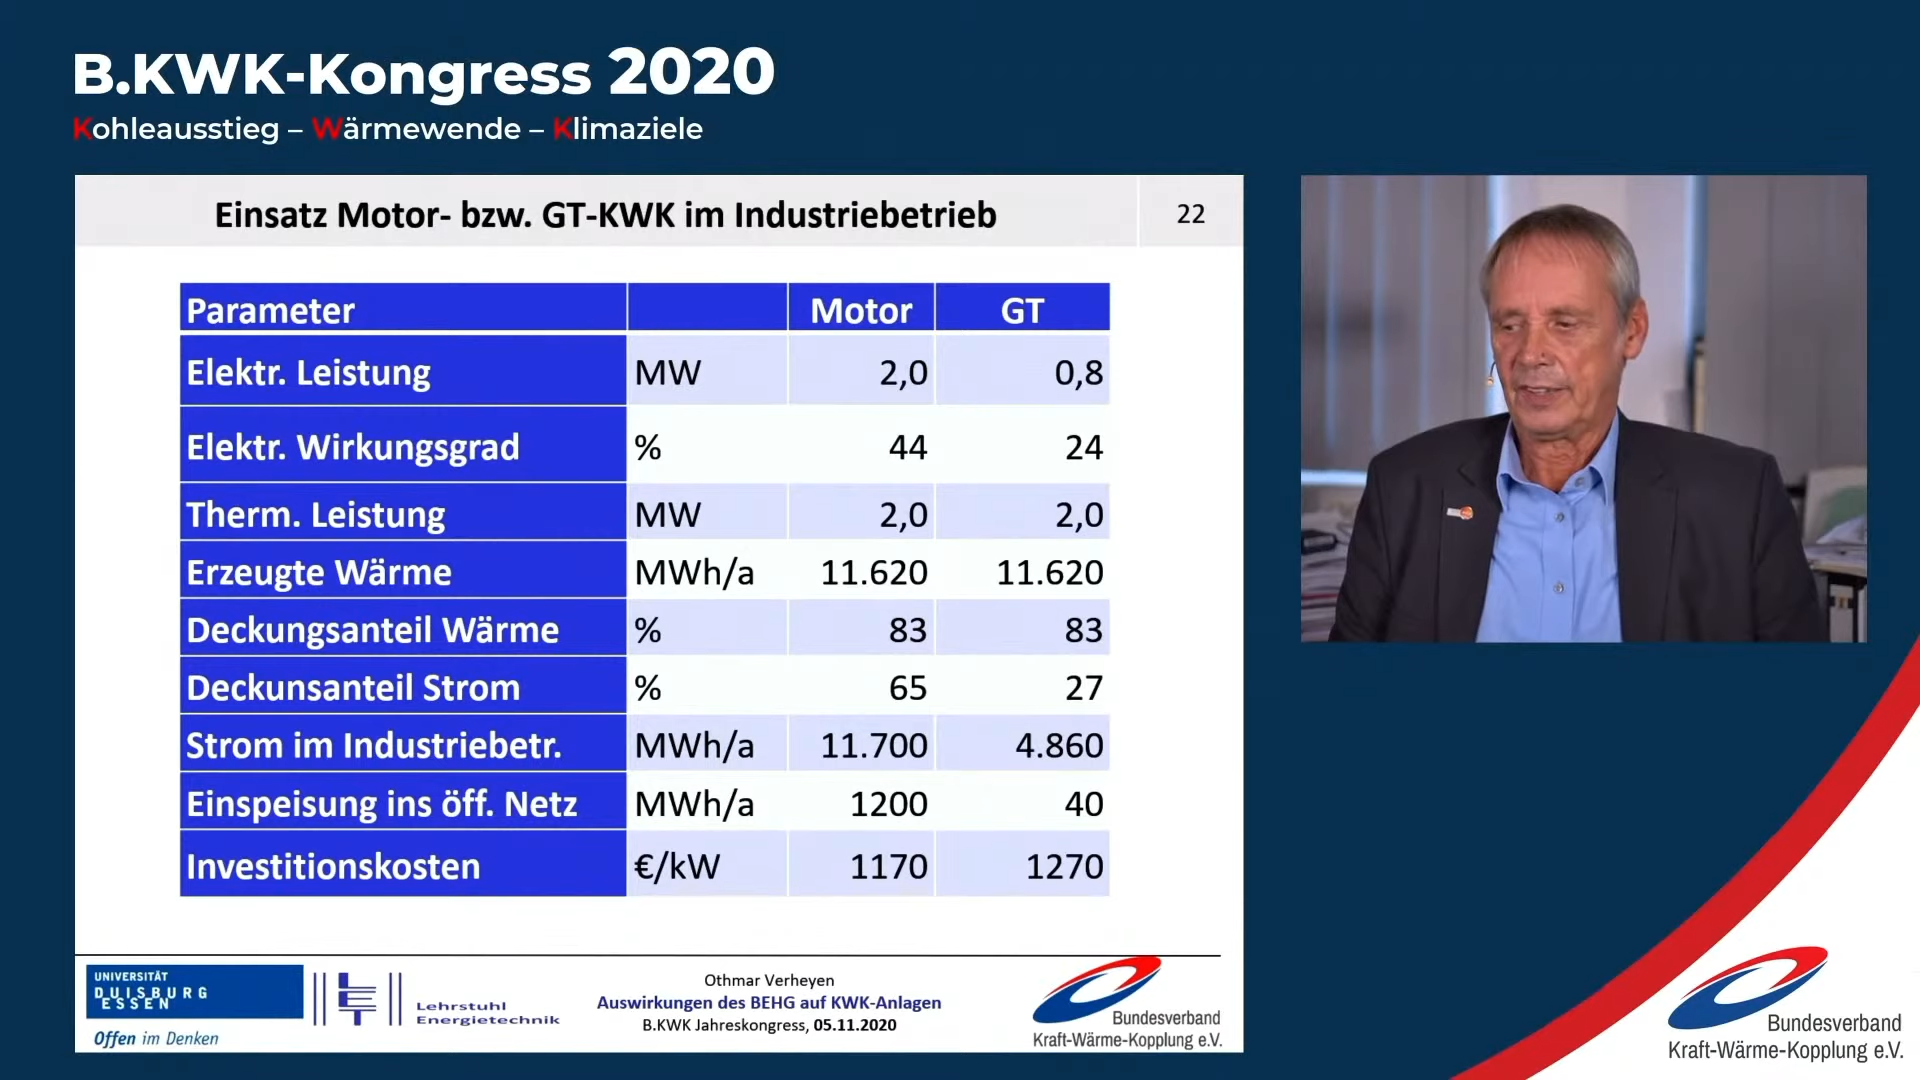 B.KWK-Kongress 2020
Kohleausstieg – Wärmewende – Klimaziele
Einsatz Motor- bzw. GT-KWK im Industriebetrieb 22
Parameter Motor GT
Elektr. Leistung MW 2,0 0,8
Elektr. Wirkungsgrad % 44 24
Therm. Leistung MW 2,0 2,0
Erzeugte Wärme MWh/a 11.620 11.620
Deckungsanteil Wärme % 83 83
Deckunsanteil Strom % 65 27
Strom im Industriebetr. MWh/a 11.700 4.860
Einspeisung ins öff. Netz MWh/a 1200 40
Investitionskosten €/kW 1170 1270
UNIVERSITÄT
DUISBURG
ESSEN
Offen im Denken
LET
Lehrstuhl
Energietechnik
Othmar Verheyen
Auswirkungen des BEHG auf KWK-Anlagen
B.KWK Jahreskongress, 05.11.2020
Bundesverband
Kraft-Wärme-Kopplung e.V.
Bundesverband
Kraft-Wärme-Kopplung e.V.